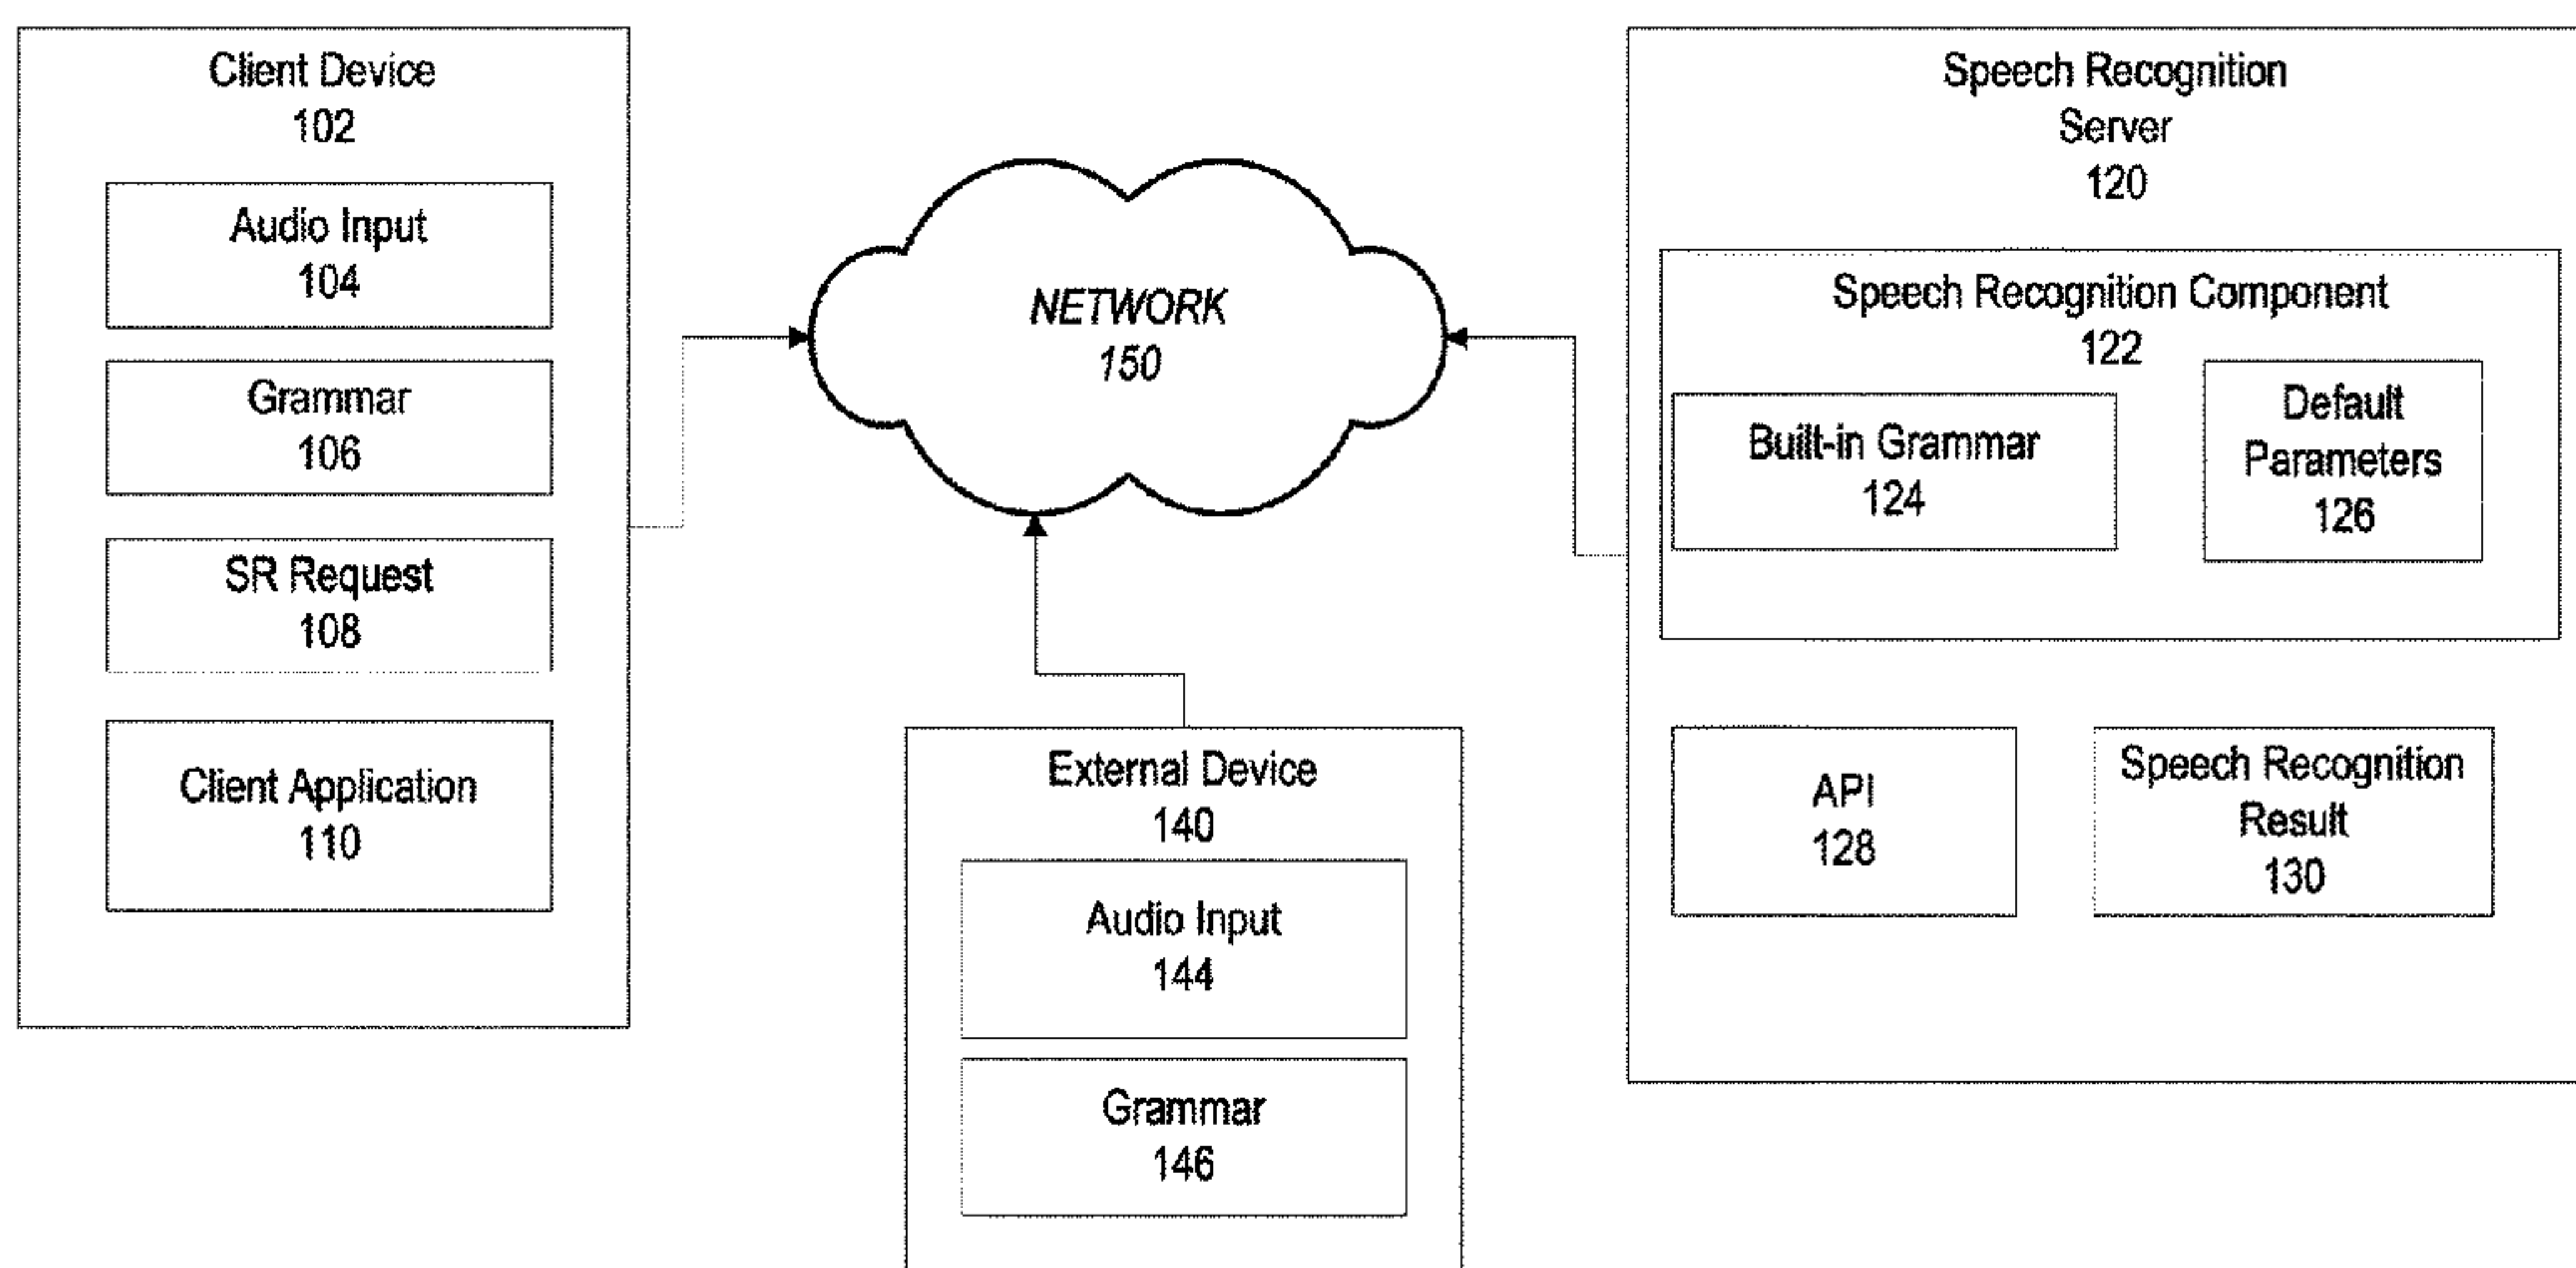 Client Device
102
Audio Input
104
Grammar
106
SR Request
108
Client Application
110
NETWORK
150
External Device
140
Audio Input
144
Grammar
146
Speech Recognition
Server
120
Speech Recognition Component
122
Built-in Grammar
124
Default
Parameters
126
API
128
Speech Recognition
Result
130